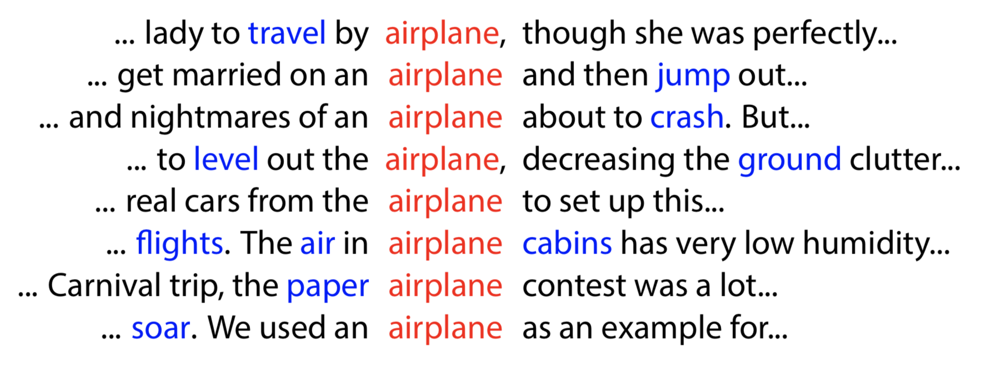 ... lady to travel by airplane, though she was perfectly...
... get married on an airplane and then jump out...
... and nightmares of an airplane about to crash. But...
... to level out the airplane, decreasing the ground clutter...
... real cars from the airplane to set up this...
... flights. The air in airplane cabins has very low humidity...
... Carnival trip, the paper airplane contest was a lot...
... soar. We used an airplane as an example for...